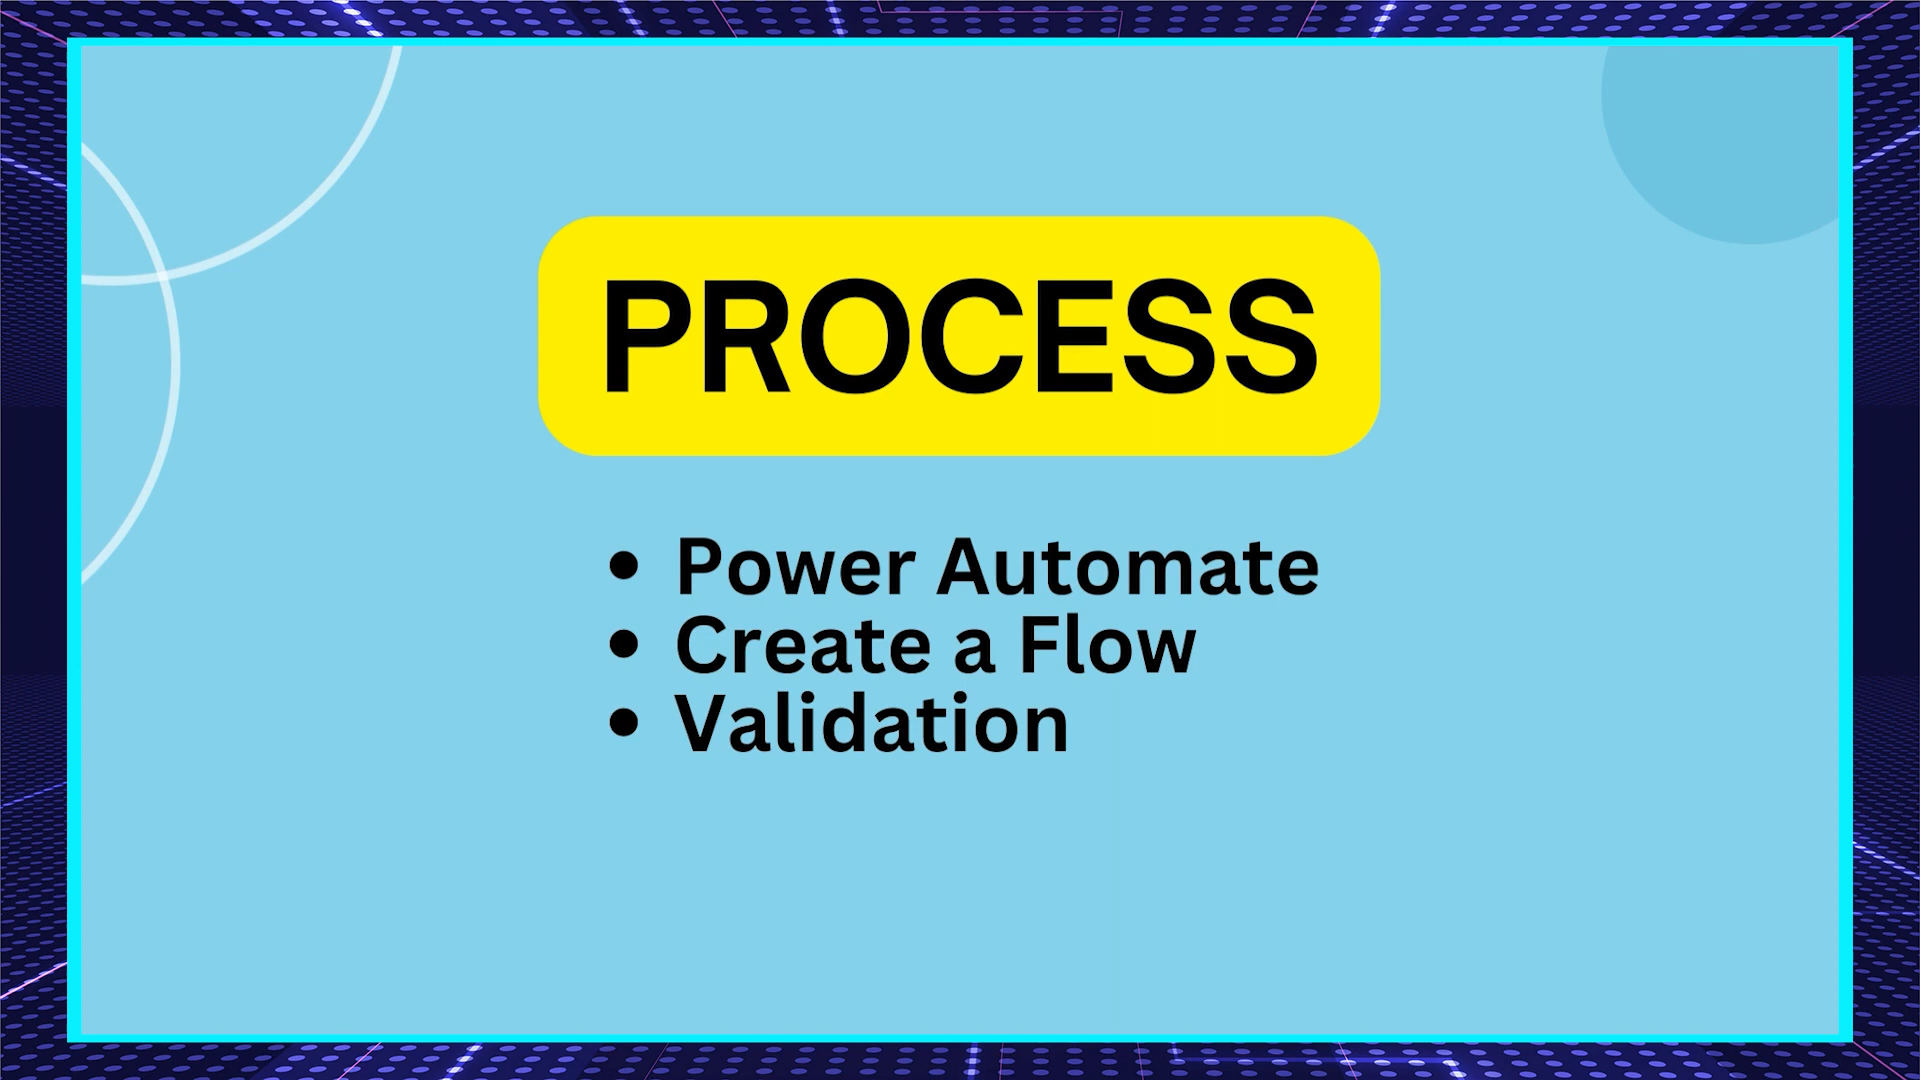 PROCESS
• Power Automate
• Create a Flow
• Validation